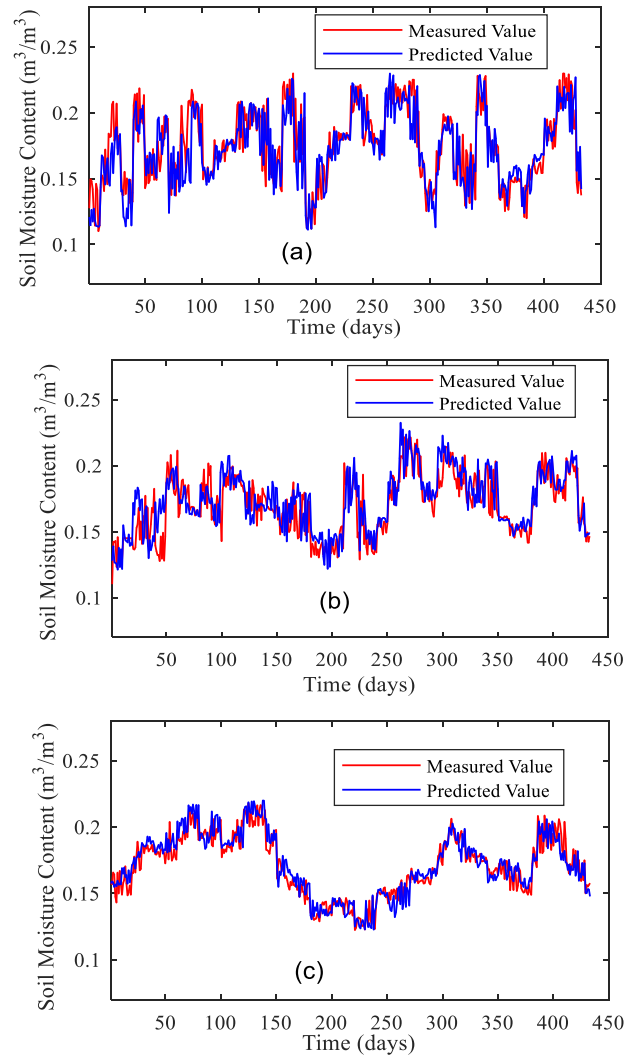 Soil Moisture Content (m³/m³)
0.25
0.2
0.15
0.1
Measured Value
Predicted Value
(a)
50 100 150 200 250 300 350 400 450
Time (days)
Soil Moisture Content (m³/m³)
0.25
0.2
0.15
0.1
Measured Value
Predicted Value
(b)
50 100 150 200 250 300 350 400 450
Time (days)
Soil Moisture Content (m³/m³)
0.25
0.2
0.15
0.1
Measured Value
Predicted Value
(c)
50 100 150 200 250 300 350 400 450
Time (days)